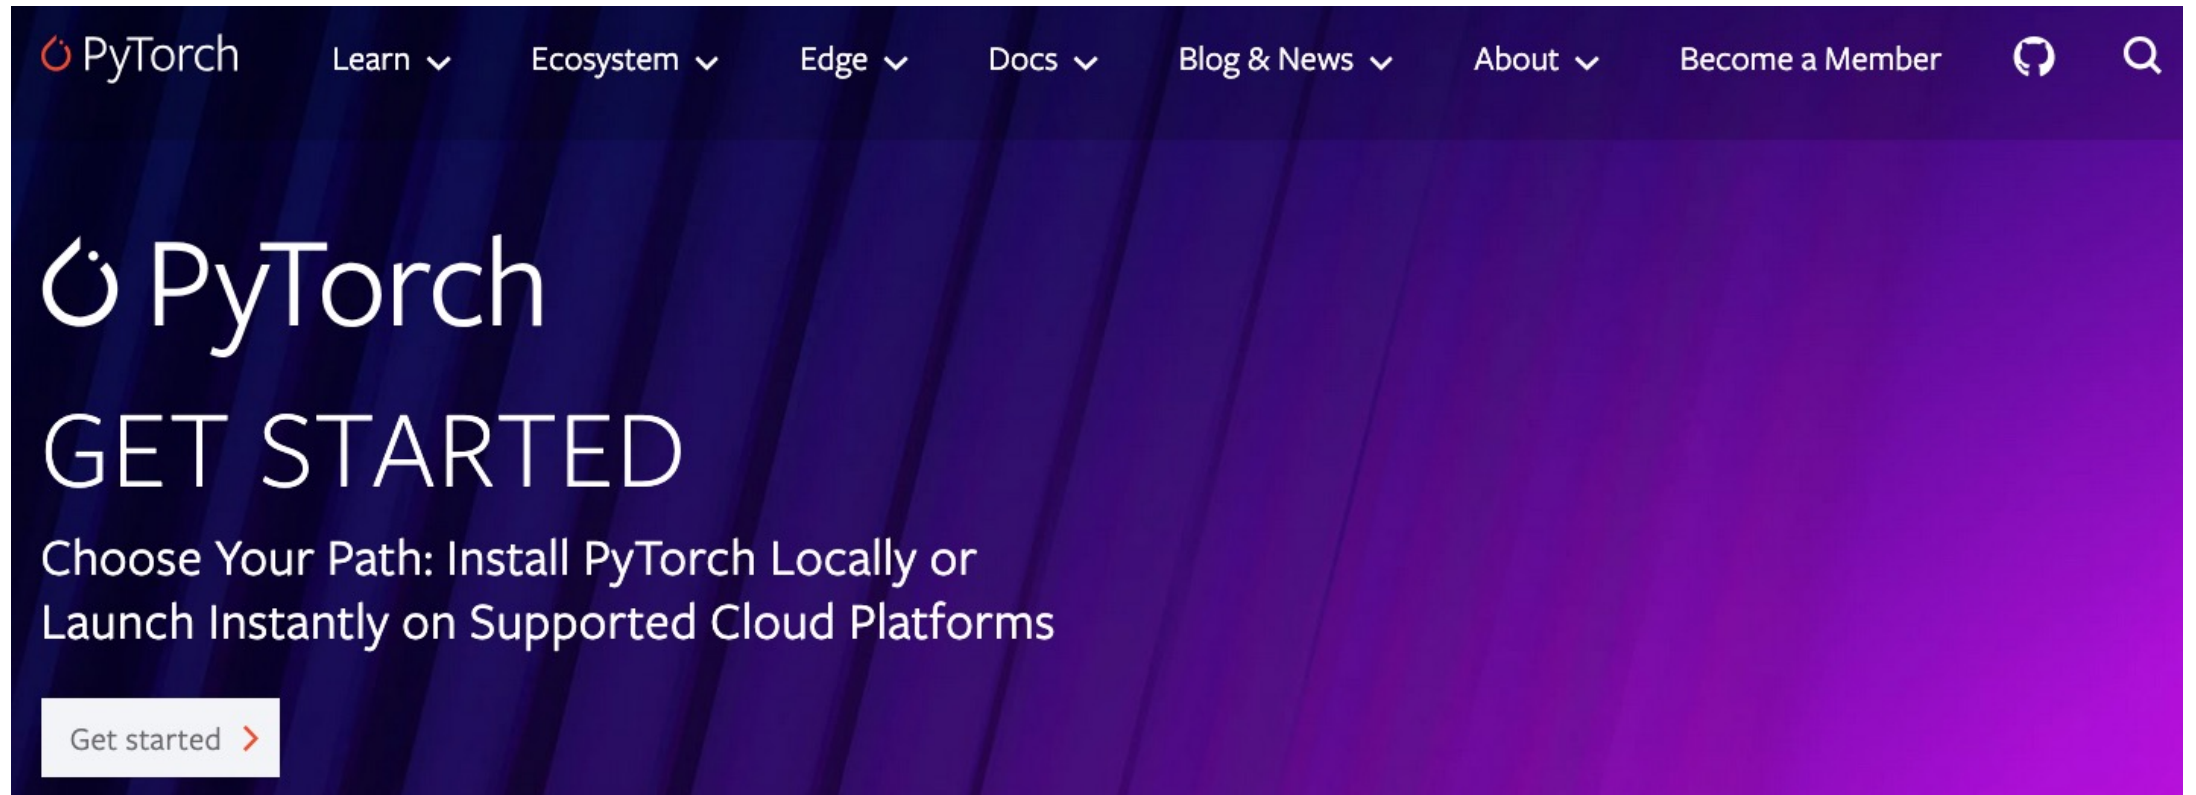 PyTorch
Learn
Ecosystem
Edge
Docs
Blog & News
About
Become a Member
PyTorch
GET STARTED
Choose Your Path: Install PyTorch Locally or
Launch Instantly on Supported Cloud Platforms
Get started